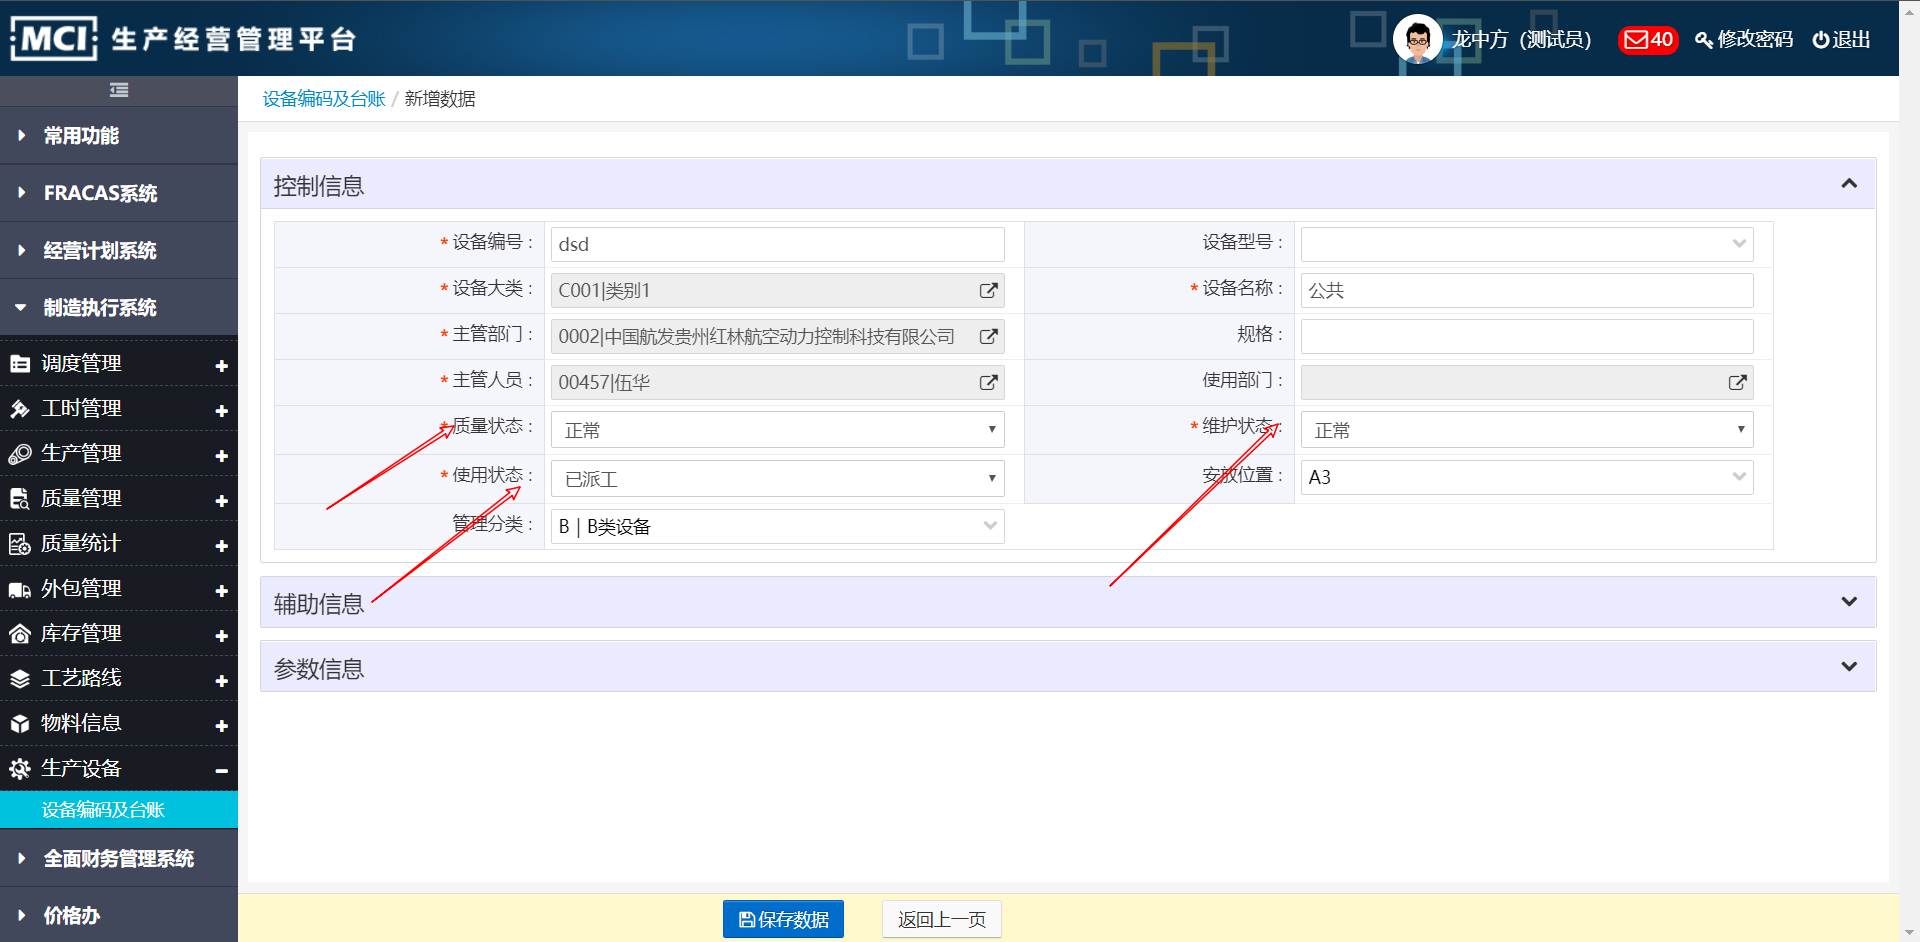 MCI 生产经营管理平台
龙中方（测试员） 40 修改密码 退出
设备编码及台账 / 新增数据
常用功能
FRACAS系统
经营计划系统
制造执行系统
调度管理
工时管理
生产管理
质量管理
质量统计
外包管理
库存管理
工艺路线
物料信息
生产设备
设备编码及台账
全面财务管理系统
价格办
控制信息
* 设备编号： dsd 设备型号：
* 设备大类： C001|类别1 * 设备名称： 公共
* 主管部门： 0002|中国航发贵州红林航空动力控制科技有限公司 规格：
* 主管人员： 00457|伍华 使用部门：
* 质量状态： 正常 * 维护状态： 正常
* 使用状态： 已派工 安放位置： A3
管理分类： B | B类设备
辅助信息
参数信息
保存数据 返回上一页